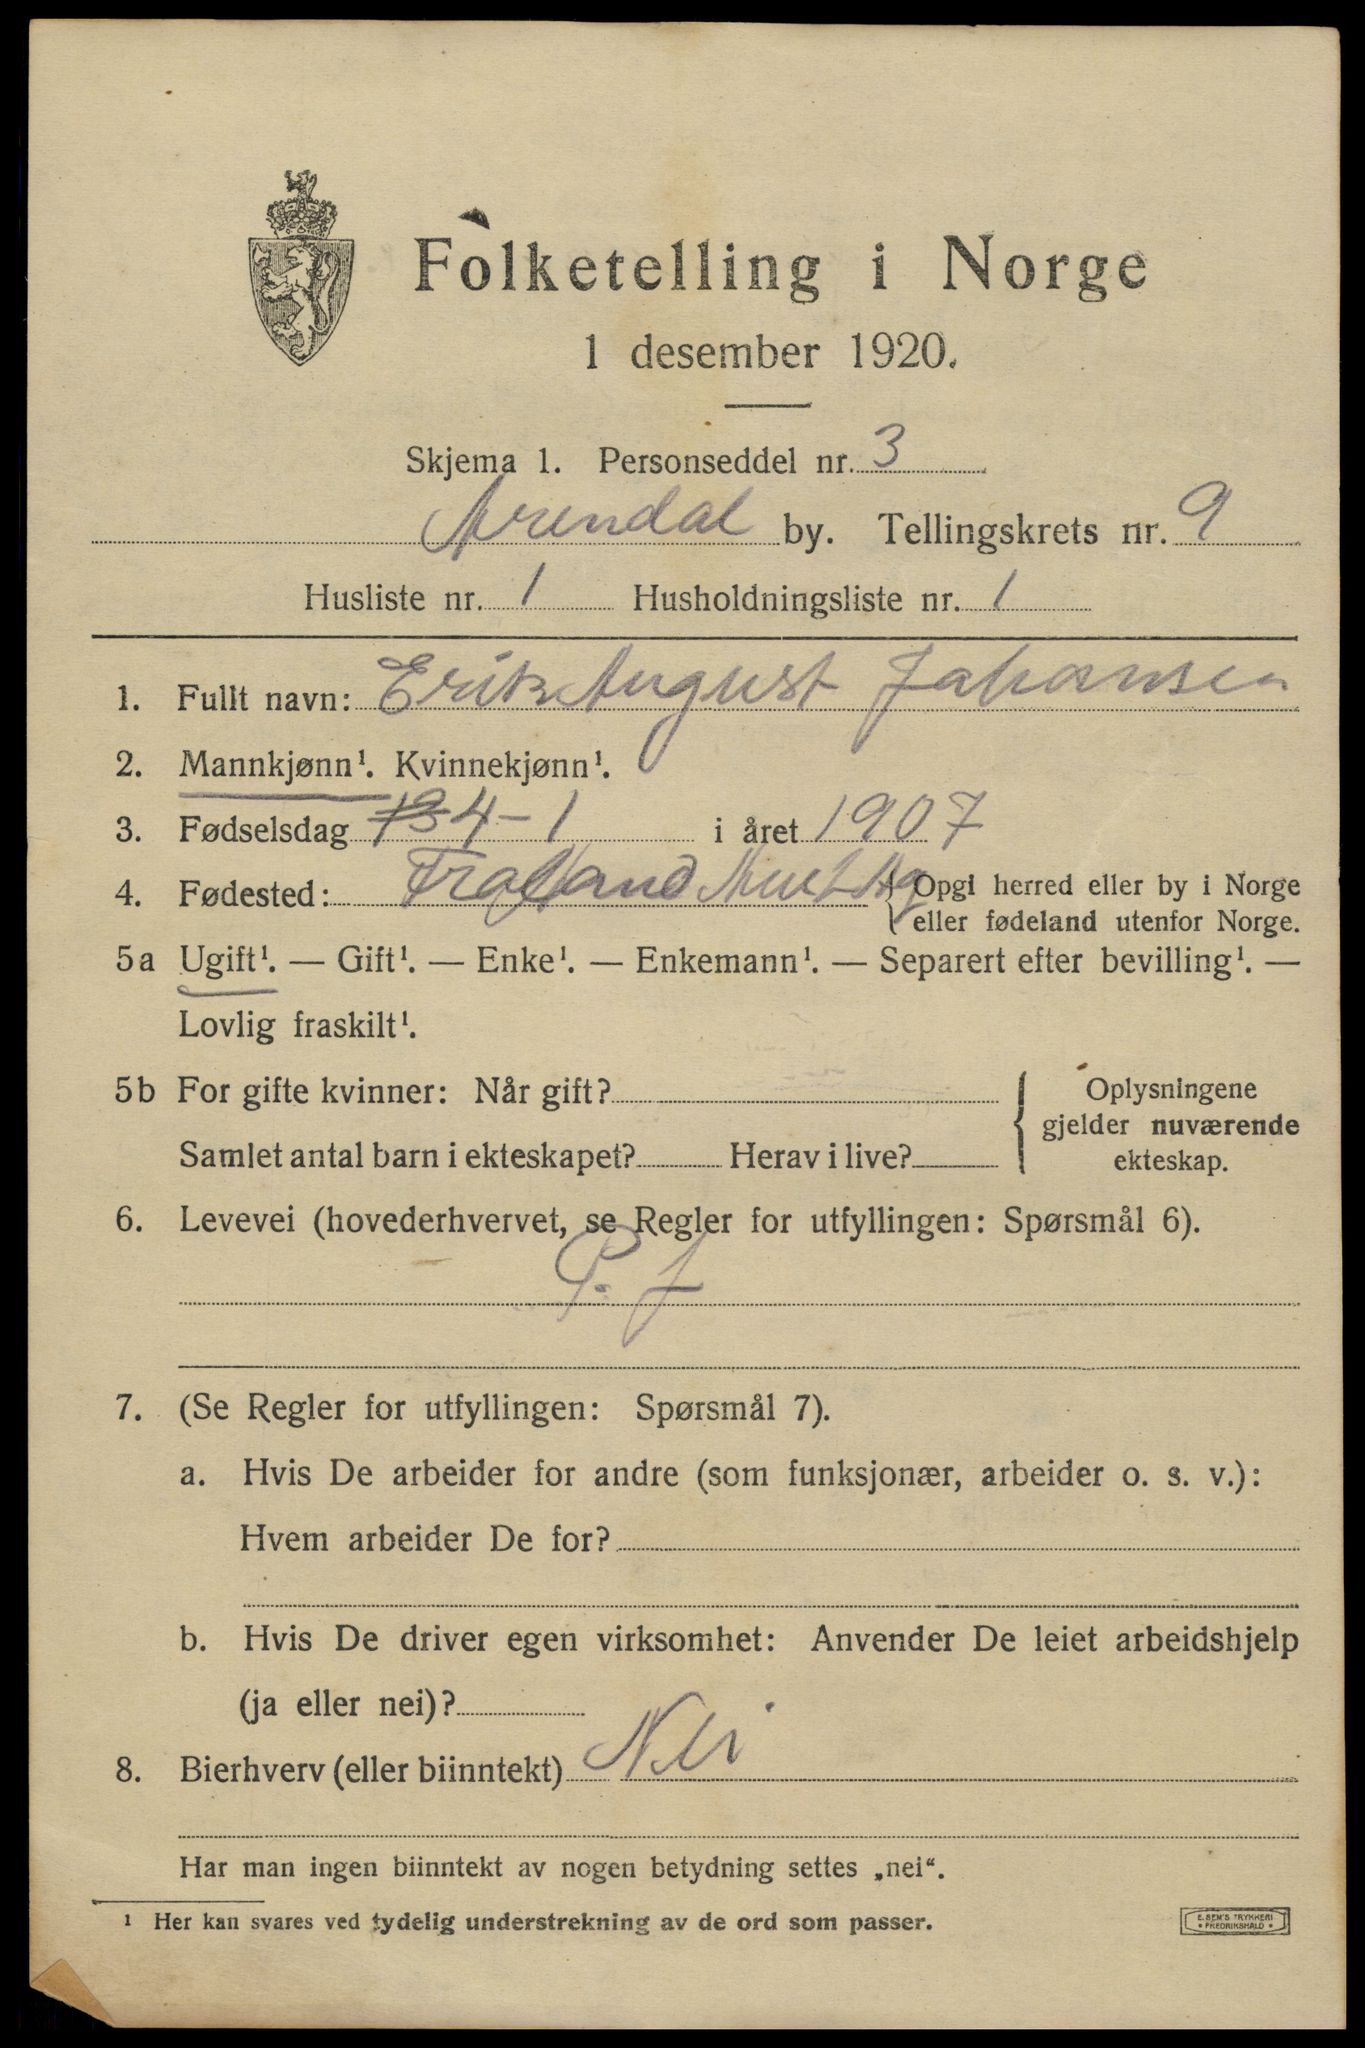 Folketelling i Norge
1 desember 1920.
Skjema 1. Personseddel nr. 3
Arendal by. Tellingskrets nr. 9
Husliste nr. 1 Husholdningsliste nr. 1
1. Fullt navn: Erik August Johansen
2. Mannkjønn¹. Kvinnekjønn¹.
3. Fødselsdag 4-1 i året 1907
4. Fødested: { Opgi herred eller by i Norge
eller fødeland utenfor Norge.
5a Ugift¹. — Gift¹. — Enke¹. — Enkemann¹. — Separert efter bevilling¹. —
Lovlig fraskilt¹.
5b For gifte kvinner: Når gift? { Oplysningene
gjelder nuværende
Samlet antal barn i ekteskapet? Herav i live? ekteskap.
6. Levevei (hovederhvervet, se Regler for utfyllingen: Spørsmål 6).
7. (Se Regler for utfyllingen: Spørsmål 7).
a. Hvis De arbeider for andre (som funksjonær, arbeider o. s. v.):
Hvem arbeider De for?
b. Hvis De driver egen virksomhet: Anvender De leiet arbeidshjelp
(ja eller nei)?
8. Bierhverv (eller biinntekt) Nei
Har man ingen biinntekt av nogen betydning settes „nei“.
¹ Her kan svares ved tydelig understrekning av de ord som passer.
E. SEM'S TRYKKERI
• FREDRIKSHALD •